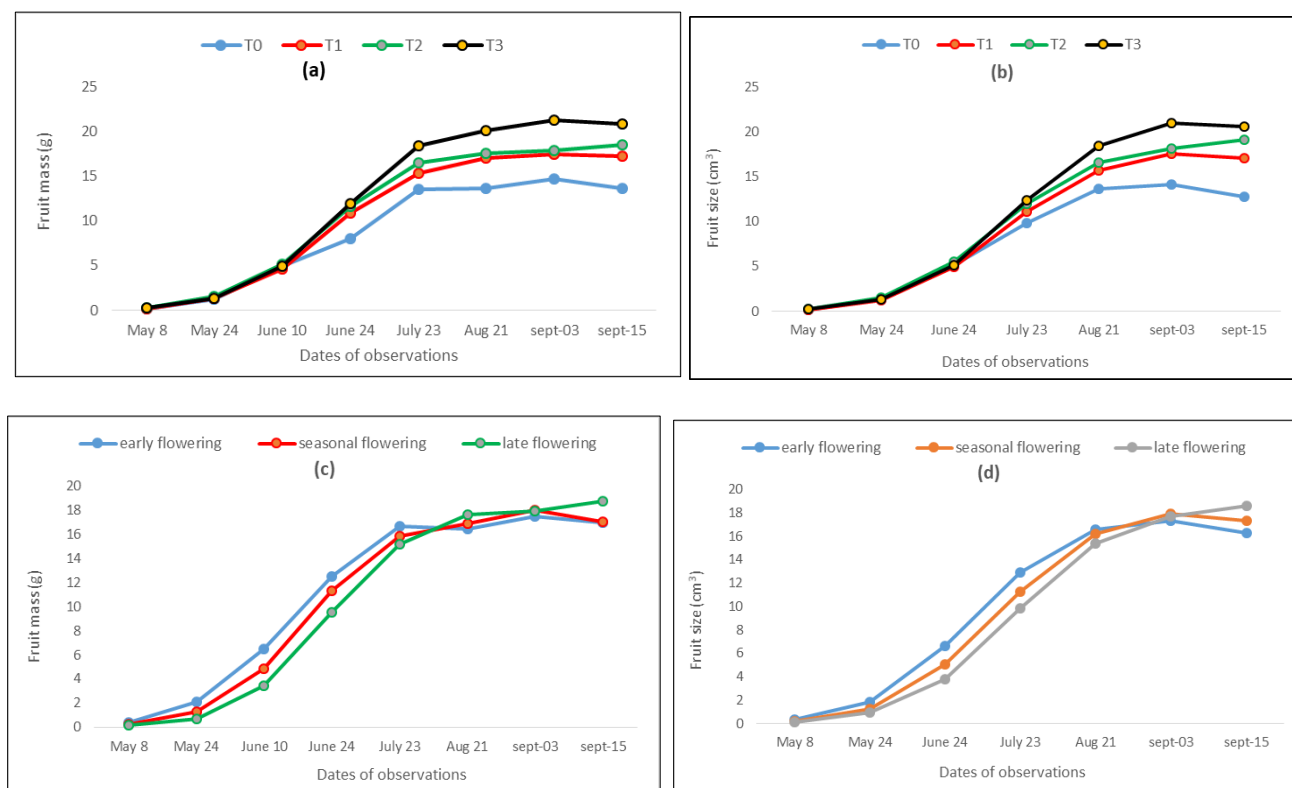 T0 T1 T2 T3
(a)
Fruit mass (g)
25
20
15
10
5
0
May 8 May 24 June 10 June 24 July 23 Aug 21 sept-03 sept-15
Dates of observations
T0 T1 T2 T3
(b)
Fruit size (cm³)
25
20
15
10
5
0
May 8 May 24 June 24 July 23 Aug 21 sept-03 sept-15
Dates of observations
early flowering seasonal flowering late flowering
(c)
Fruit mass (g)
20
18
16
14
12
10
8
6
4
2
0
May 8 May 24 June 10 June 24 July 23 Aug 21 sept-03 sept-15
Dates of observations
early flowering seasonal flowering late flowering
(d)
Fruit size (cm³)
20
18
16
14
12
10
8
6
4
2
0
May 8 May 24 June 24 July 23 Aug 21 sept-03 sept-15
Dates of observations